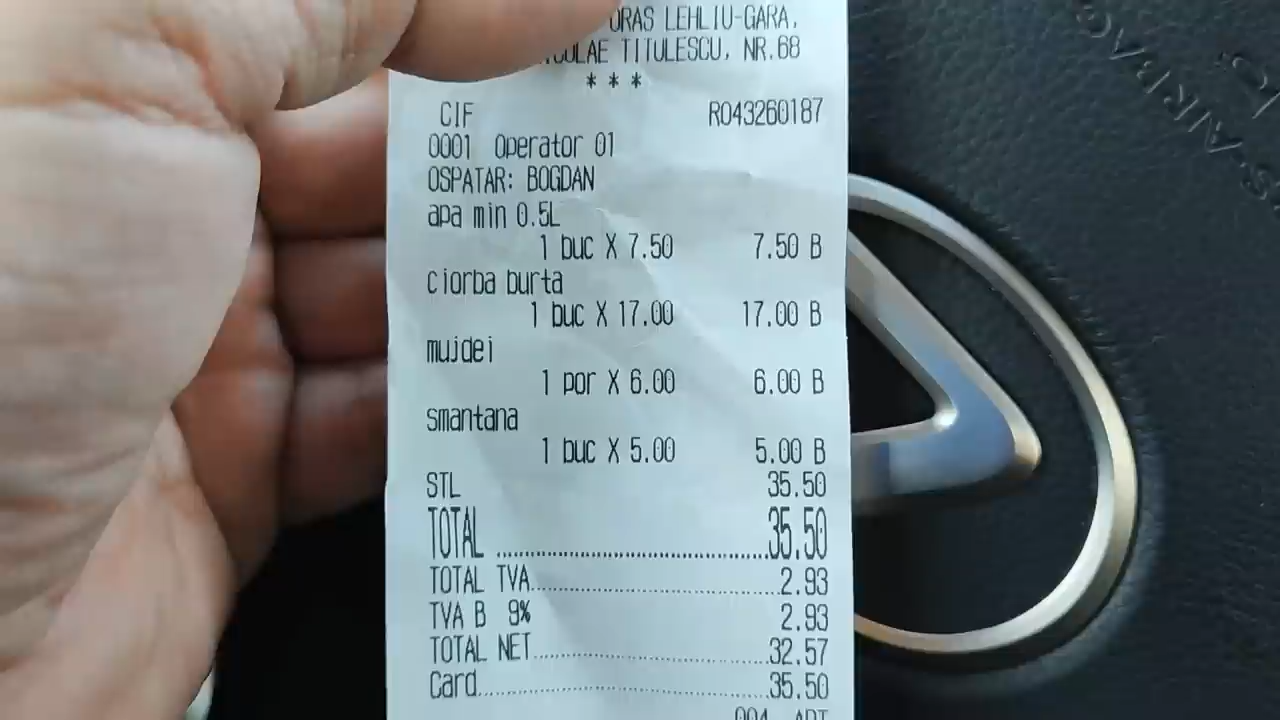 ORAS LEHLIU-GARA,
TITULESCU, NR.68
* * *
CIF RO43260187
0001 Operator 01
OSPATAR: BOGDAN
apa min 0.5L
1 buc X 7.50 7.50 B
ciorba burta
1 buc X 17.00 17.00 B
mujdei
1 por X 6.00 6.00 B
smantana
1 buc X 5.00 5.00 B
STL 35.50
TOTAL ........................35.50
TOTAL TVA........................2.93
TVA B 9% 2.93
TOTAL NET........................32.57
Card........................35.50